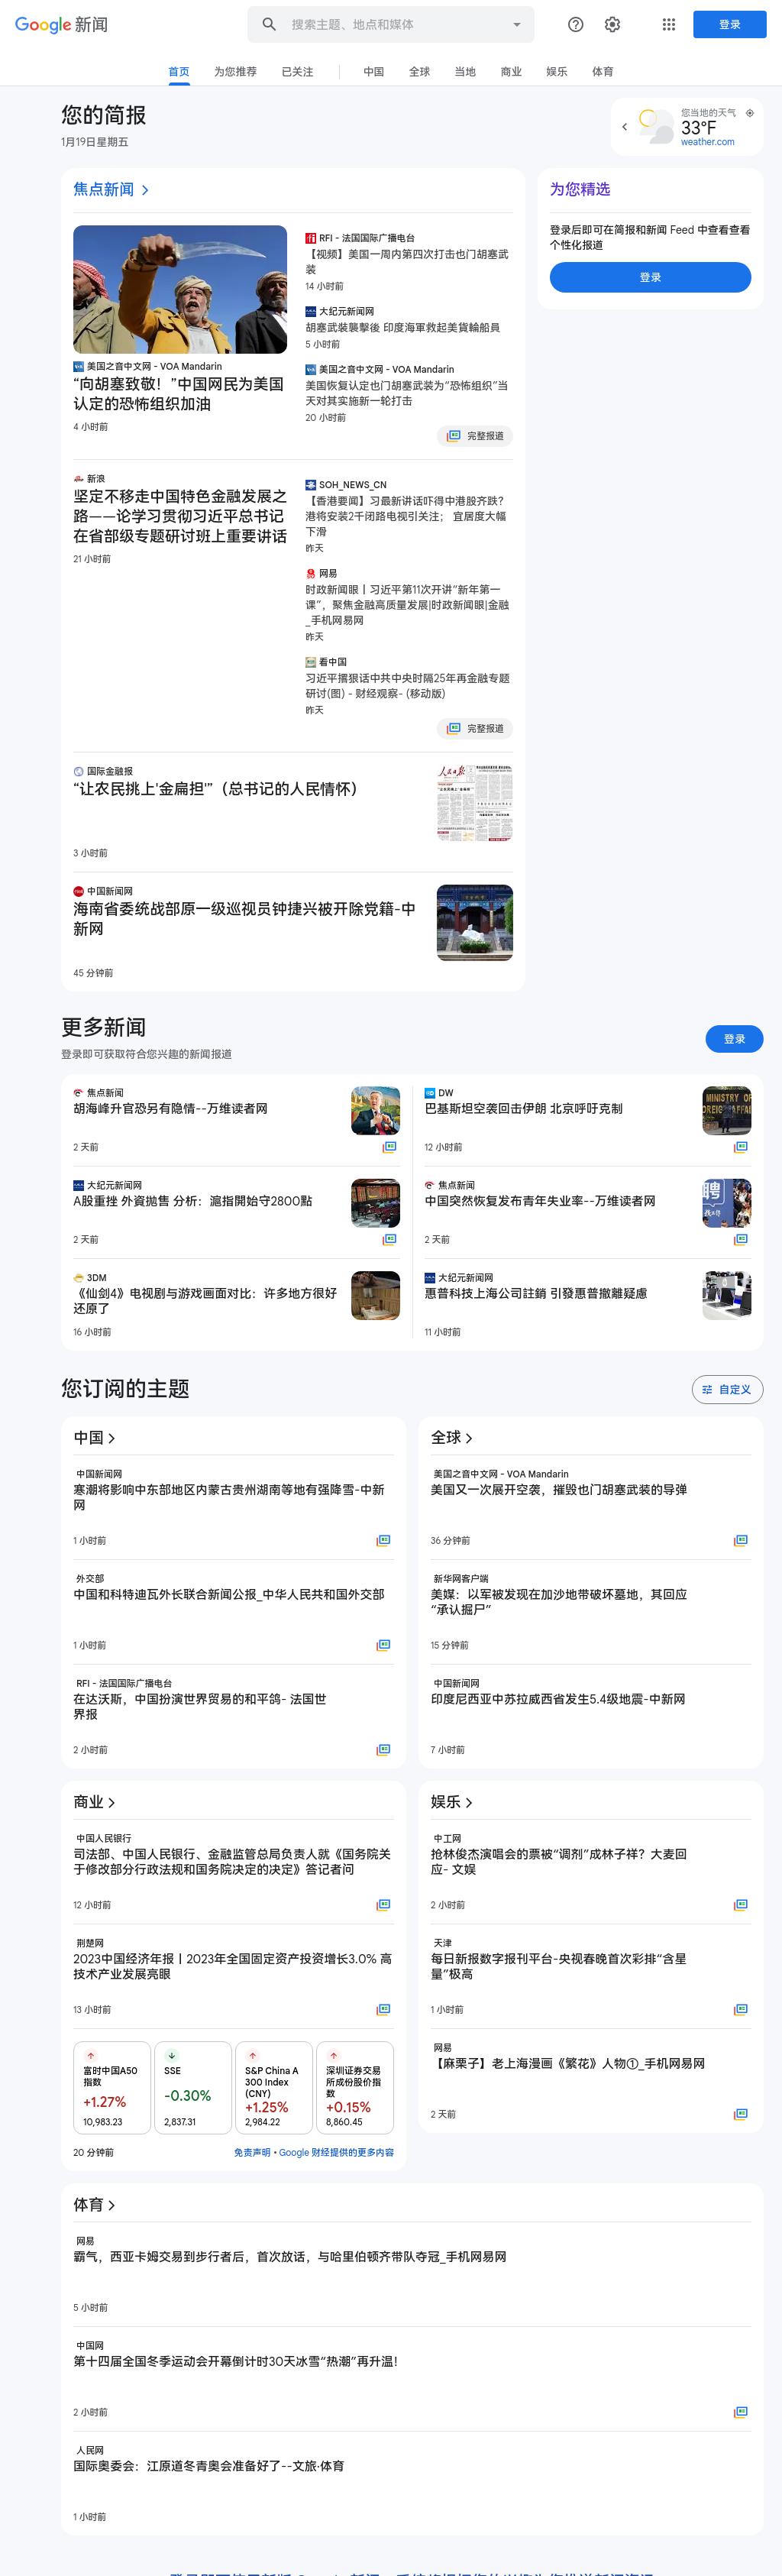 Google 新闻
搜索主题、地点和媒体
登录
首页
为您推荐
已关注
中国
全球
当地
商业
娱乐
体育
您的简报
1月19日星期五
您当地的天气
33°F
weather.com
焦点新闻
美国之音中文网 - VOA Mandarin
“向胡塞致敬！”中国网民为美国
认定的恐怖组织加油
4 小时前
RFI - 法国国际广播电台
【视频】美国一周内第四次打击也门胡塞武
装
14 小时前
大纪元新闻网
胡塞武裝襲擊後 印度海軍救起美貨輪船員
5 小时前
美国之音中文网 - VOA Mandarin
美国恢复认定也门胡塞武装为“恐怖组织”当
天对其实施新一轮打击
20 小时前
完整报道
新浪
坚定不移走中国特色金融发展之
路——论学习贯彻习近平总书记
在省部级专题研讨班上重要讲话
21 小时前
SOH_NEWS_CN
【香港要闻】习最新讲话吓得中港股齐跌？
港将安装2千闭路电视引关注； 宜居度大幅
下滑
昨天
网易
时政新闻眼丨习近平第11次开讲“新年第一
课”，聚焦金融高质量发展|时政新闻眼|金融
_手机网易网
昨天
看中国
习近平撂狠话中共中央时隔25年再金融专题
研讨(图) - 财经观察- (移动版)
昨天
完整报道
国际金融报
“让农民挑上‘金扁担’”（总书记的人民情怀）
3 小时前
中国新闻网
海南省委统战部原一级巡视员钟捷兴被开除党籍-中
新网
45 分钟前
为您精选
登录后即可在简报和新闻 Feed 中查看查看
个性化报道
登录
更多新闻
登录即可获取符合您兴趣的新闻报道
登录
焦点新闻
胡海峰升官恐另有隐情--万维读者网
2 天前
DW
巴基斯坦空袭回击伊朗 北京呼吁克制
12 小时前
大纪元新闻网
A股重挫 外資拋售 分析：滬指開始守2800點
2 天前
焦点新闻
中国突然恢复发布青年失业率--万维读者网
2 天前
3DM
《仙剑4》电视剧与游戏画面对比：许多地方很好
还原了
16 小时前
大纪元新闻网
惠普科技上海公司註銷 引發惠普撤離疑慮
11 小时前
您订阅的主题
自定义
中国
中国新闻网
寒潮将影响中东部地区内蒙古贵州湖南等地有强降雪-中新
网
1 小时前
外交部
中国和科特迪瓦外长联合新闻公报_中华人民共和国外交部
1 小时前
RFI - 法国国际广播电台
在达沃斯，中国扮演世界贸易的和平鸽- 法国世
界报
2 小时前
全球
美国之音中文网 - VOA Mandarin
美国又一次展开空袭，摧毁也门胡塞武装的导弹
36 分钟前
新华网客户端
美媒：以军被发现在加沙地带破坏墓地，其回应
“承认掘尸”
15 分钟前
中国新闻网
印度尼西亚中苏拉威西省发生5.4级地震-中新网
7 小时前
商业
中国人民银行
司法部、中国人民银行、金融监管总局负责人就《国务院关
于修改部分行政法规和国务院决定的决定》答记者问
12 小时前
荆楚网
2023中国经济年报丨2023年全国固定资产投资增长3.0% 高
技术产业发展亮眼
13 小时前
富时中国A50
指数
+1.27%
10,983.23
SSE
-0.30%
2,837.31
S&P China A
300 Index
(CNY)
+1.25%
2,984.22
深圳证券交易
所成份股价指
数
+0.15%
8,860.45
20 分钟前
免责声明 • Google 财经提供的更多内容
娱乐
中工网
抢林俊杰演唱会的票被“调剂”成林子祥？大麦回
应- 文娱
2 小时前
天津
每日新报数字报刊平台-央视春晚首次彩排“含星
量”极高
1 小时前
网易
【麻栗子】老上海漫画《繁花》人物①_手机网易网
2 天前
体育
网易
霸气，西亚卡姆交易到步行者后，首次放话，与哈里伯顿齐带队夺冠_手机网易网
5 小时前
中国网
第十四届全国冬季运动会开幕倒计时30天冰雪“热潮”再升温！
2 小时前
人民网
国际奥委会：江原道冬青奥会准备好了--文旅·体育
1 小时前